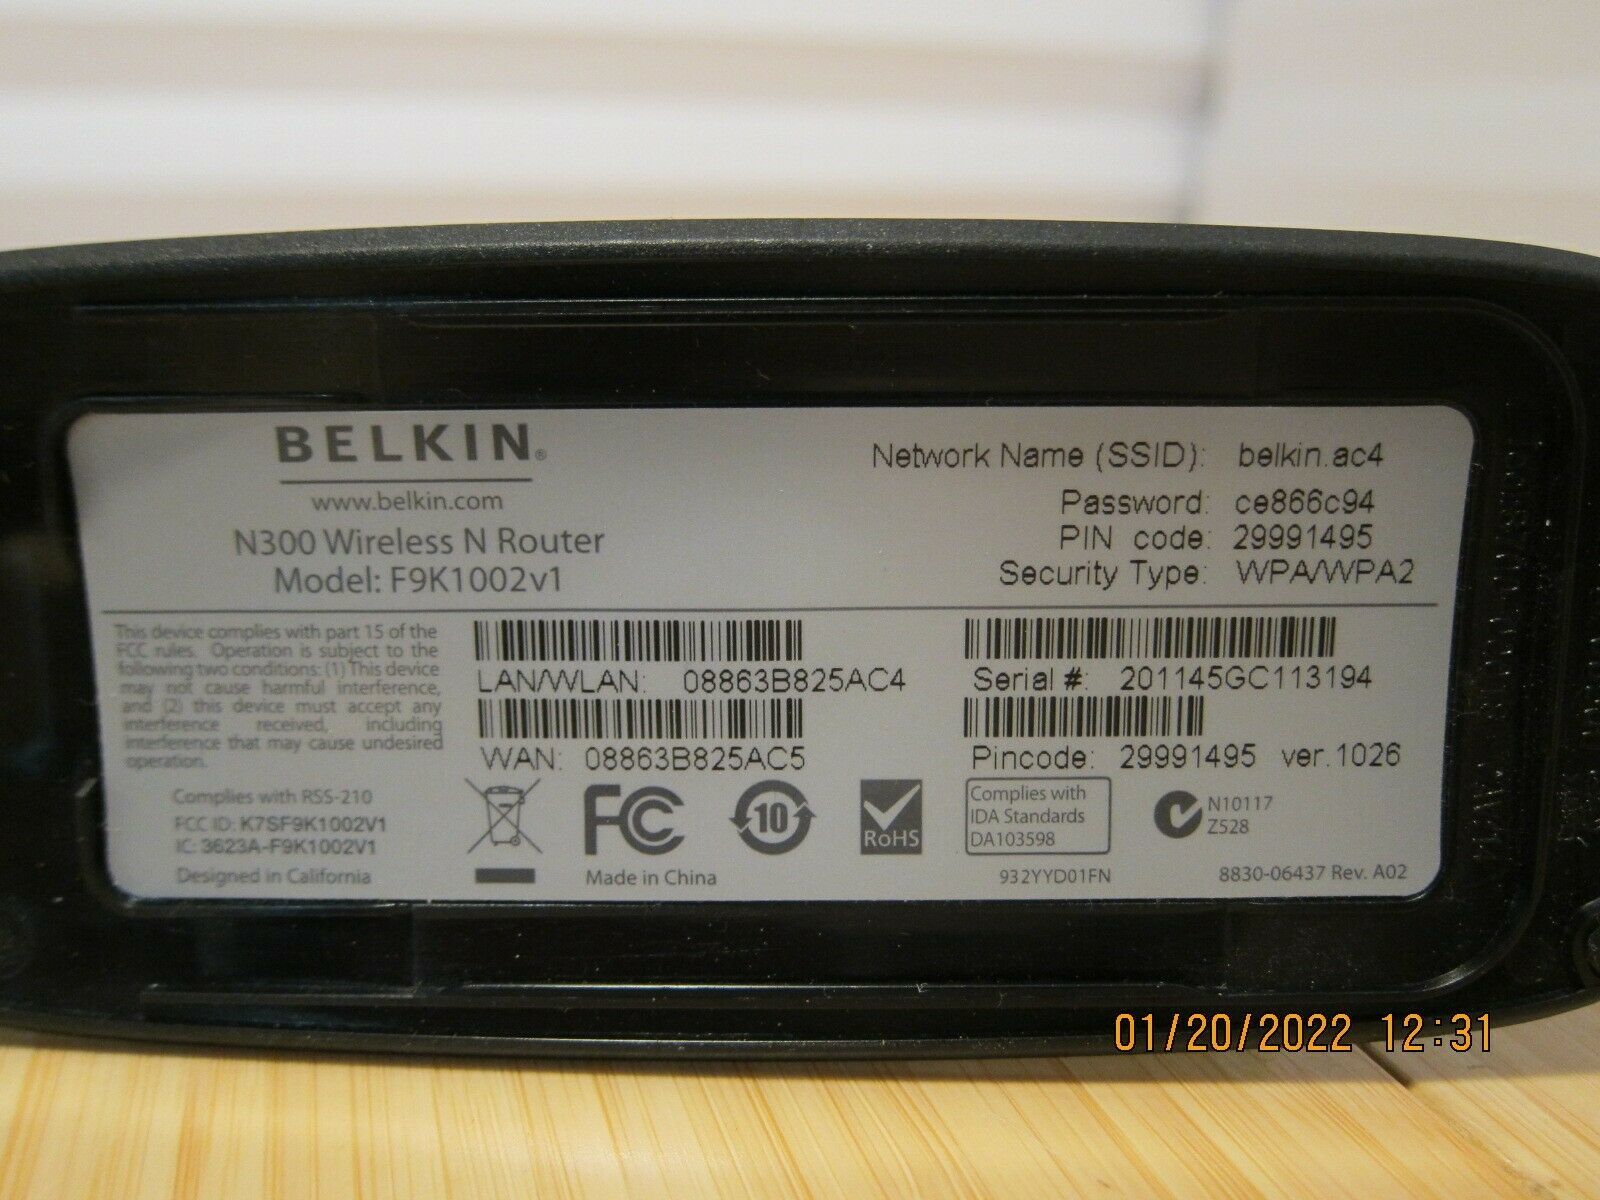 BELKIN®
www.belkin.com
N300 Wireless N Router
Model: F9K1002v1
Network Name (SSID): belkin.ac4
Password: ce866c94
PIN code: 29991495
Security Type: WPA/WPA2
This device complies with part 15 of the
FCC rules. Operation is subject to the
following two conditions: (1) This device
may not cause harmful interference,
and (2) this device must accept any
interference received, including
interference that may cause undesired
operation.
Complies with RSS-210
FCC ID: K7SF9K1002V1
IC: 3623A-F9K1002V1
Designed in California
LAN/WLAN: 08863B825AC4
WAN: 08863B825AC5
Serial #: 201145GC113194
Pincode: 29991495 ver.1026
FCC
10
RoHS
Complies with
IDA Standards
DA103598
N10117
Z528
Made in China
932YYD01FN
8830-06437 Rev. A02
01/20/2022 12:31